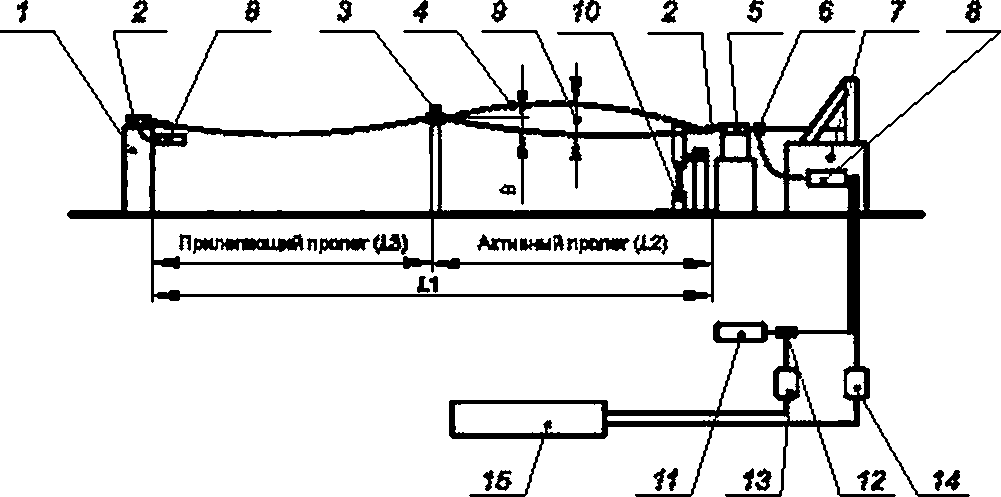 1 2 8 3 4 9 10 2 5 6 7 8
θ
Прилегающий пролет (L3) Активный пролет (L2)
L1
15 11 13 12 14